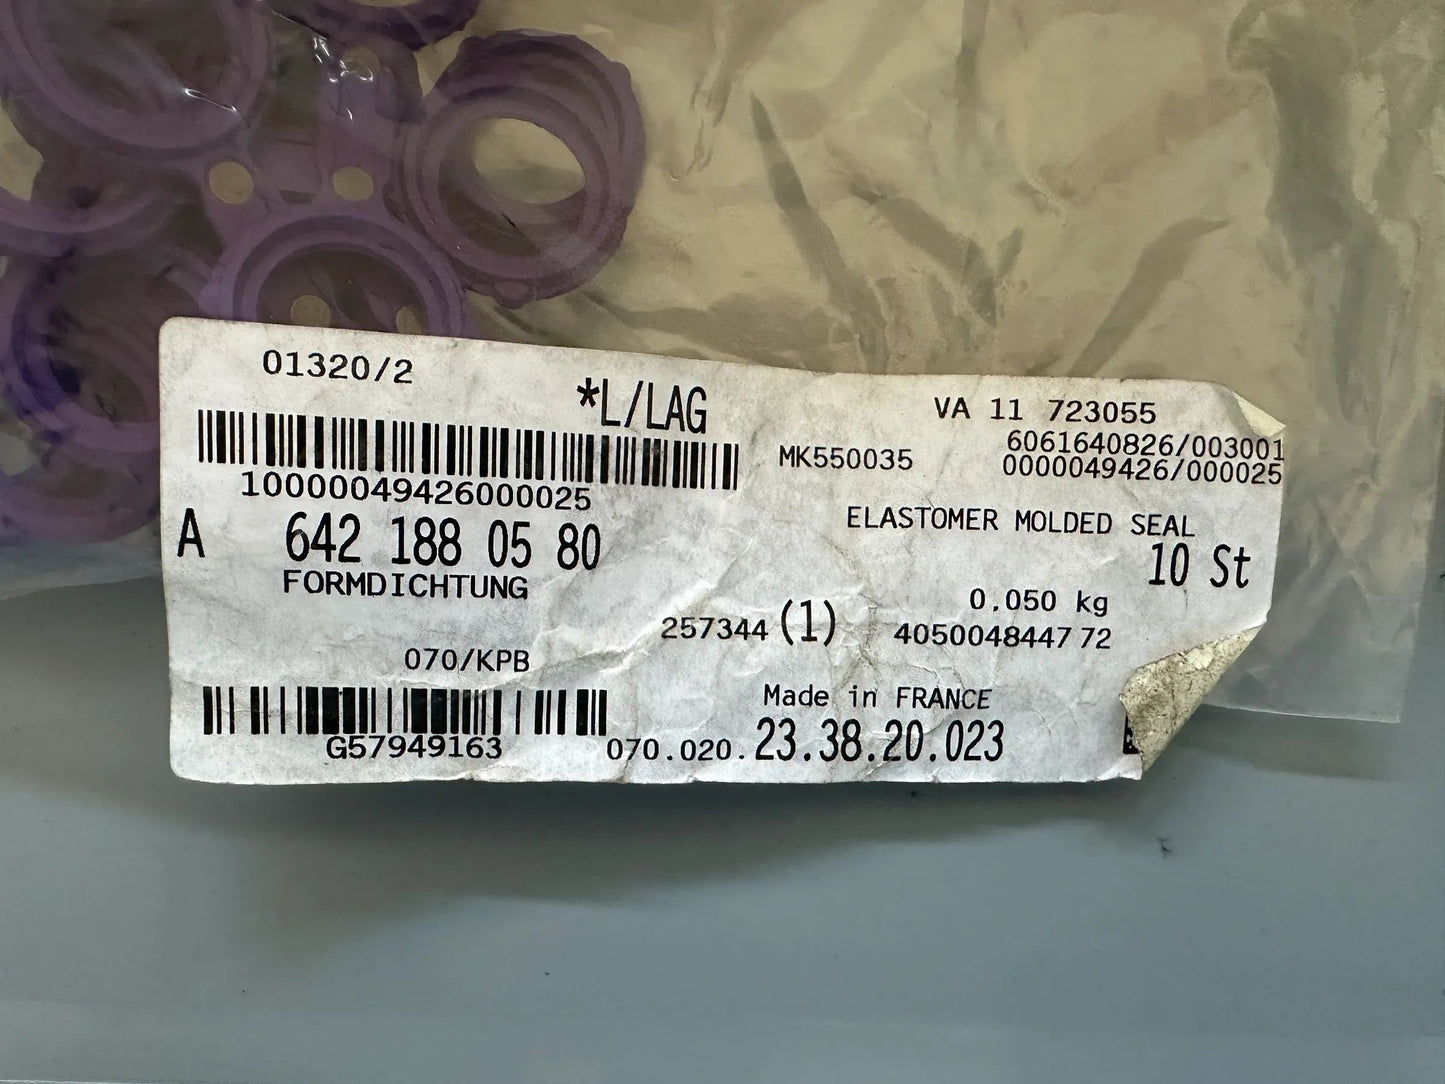 01320/2
*L/LAG
VA 11 723055
6061640826/003001
MK550035
0000049426/000025
10000049426000025
ELASTOMER MOLDED SEAL
A 642 188 05 80
10 St
FORMDICHTUNG
0.050 kg
257344 (1)
405004844772
070/KPB
Made in FRANCE
G57949163
070.020.23.38.20.023